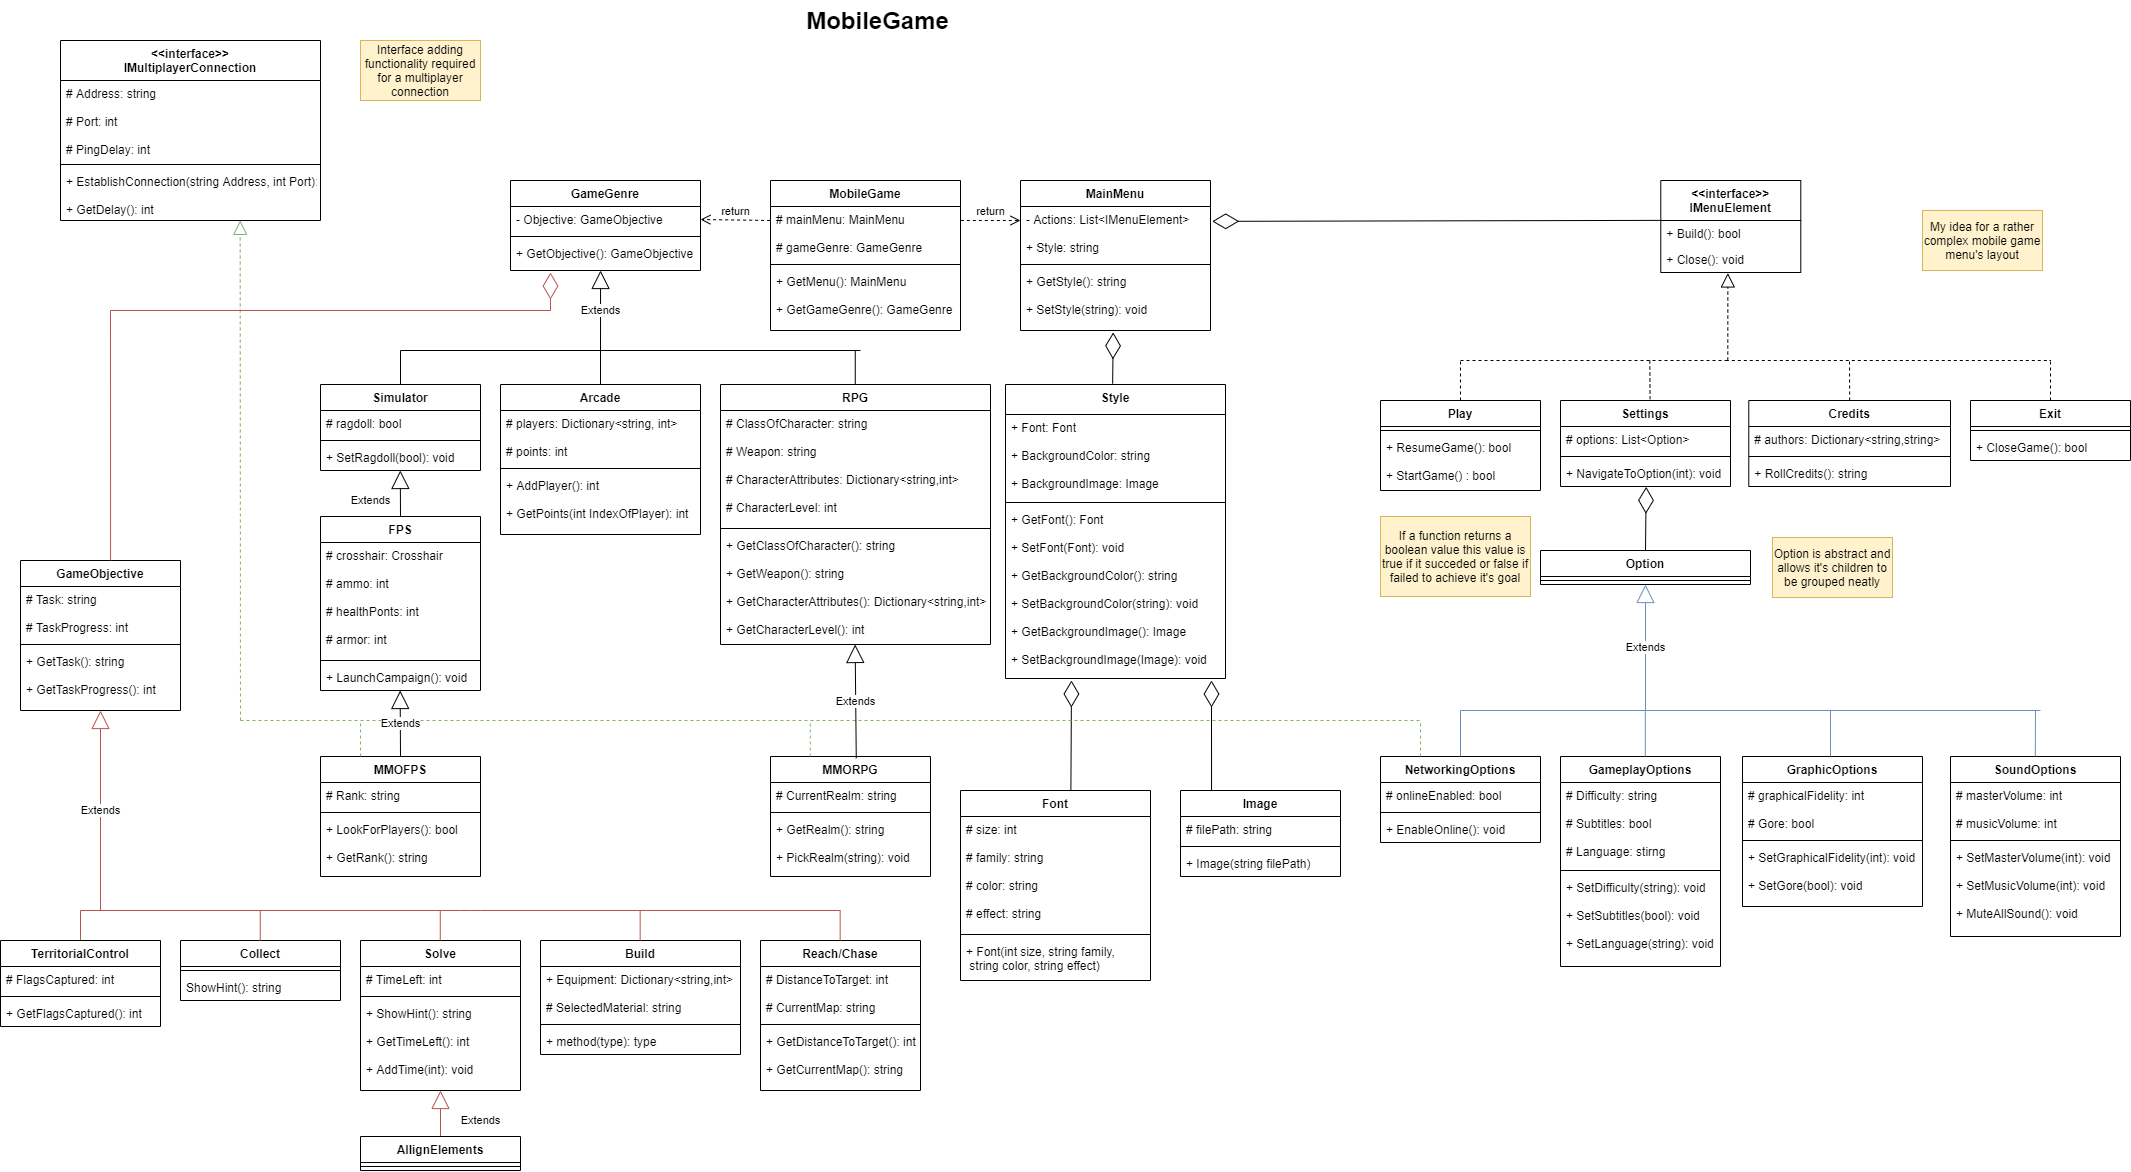 MobileGame
<<interface>>
IMultiplayerConnection
# Address: string
# Port: int
# PingDelay: int
+ EstablishConnection(string Address, int Port):
+ GetDelay(): int
Interface adding
functionality required
for a multiplayer
connection
GameGenre
- Objective: GameObjective
+ GetObjective(): GameObjective
return
MobileGame
# mainMenu: MainMenu
# gameGenre: GameGenre
+ GetMenu(): MainMenu
+ GetGameGenre(): GameGenre
return
MainMenu
- Actions: List<IMenuElement>
+ Style: string
+ GetStyle(): string
+ SetStyle(string): void
<<interface>>
IMenuElement
+ Build(): bool
+ Close(): void
My idea for a rather
complex mobile game
menu's layout
Extends
Simulator
# ragdoll: bool
+ SetRagdoll(bool): void
Extends
Arcade
# players: Dictionary<string, int>
# points: int
+ AddPlayer(): int
+ GetPoints(int IndexOfPlayer): int
RPG
# ClassOfCharacter: string
# Weapon: string
# CharacterAttributes: Dictionary<string,int>
# CharacterLevel: int
+ GetClassOfCharacter(): string
+ GetWeapon(): string
+ GetCharacterAttributes(): Dictionary<string,int>
+ GetCharacterLevel(): int
Style
+ Font: Font
+ BackgroundColor: string
+ BackgroundImage: Image
+ GetFont(): Font
+ SetFont(Font): void
+ GetBackgroundColor(): string
+ SetBackgroundColor(string): void
+ GetBackgroundImage(): Image
+ SetBackgroundImage(Image): void
Play
+ ResumeGame(): bool
+ StartGame() : bool
Settings
# options: List<Option>
+ NavigateToOption(int): void
Credits
# authors: Dictionary<string,string>
+ RollCredits(): string
Exit
+ CloseGame(): bool
If a function returns a
boolean value this value is
true if it succeded or false if
failed to achieve it's goal
Option
Option is abstract and
allows it's children to
be grouped neatly
Extends
FPS
# crosshair: Crosshair
# ammo: int
# healthPonts: int
# armor: int
+ LaunchCampaign(): void
Extends
Extends
GameObjective
# Task: string
# TaskProgress: int
+ GetTask(): string
+ GetTaskProgress(): int
Extends
MMOFPS
# Rank: string
+ LookForPlayers(): bool
+ GetRank(): string
MMORPG
# CurrentRealm: string
+ GetRealm(): string
+ PickRealm(string): void
Font
# size: int
# family: string
# color: string
# effect: string
+ Font(int size, string family,
string color, string effect)
Image
# filePath: string
+ Image(string filePath)
NetworkingOptions
# onlineEnabled: bool
+ EnableOnline(): void
GameplayOptions
# Difficulty: string
# Subtitles: bool
# Language: stirng
+ SetDifficulty(string): void
+ SetSubtitles(bool): void
+ SetLanguage(string): void
GraphicOptions
# graphicalFidelity: int
# Gore: bool
+ SetGraphicalFidelity(int): void
+ SetGore(bool): void
SoundOptions
# masterVolume: int
# musicVolume: int
+ SetMasterVolume(int): void
+ SetMusicVolume(int): void
+ MuteAllSound(): void
TerritorialControl
# FlagsCaptured: int
+ GetFlagsCaptured(): int
Collect
ShowHint(): string
Solve
# TimeLeft: int
+ ShowHint(): string
+ GetTimeLeft(): int
+ AddTime(int): void
Build
+ Equipment: Dictionary<string,int>
# SelectedMaterial: string
+ method(type): type
Reach/Chase
# DistanceToTarget: int
# CurrentMap: string
+ GetDistanceToTarget(): int
+ GetCurrentMap(): string
Extends
AllignElements